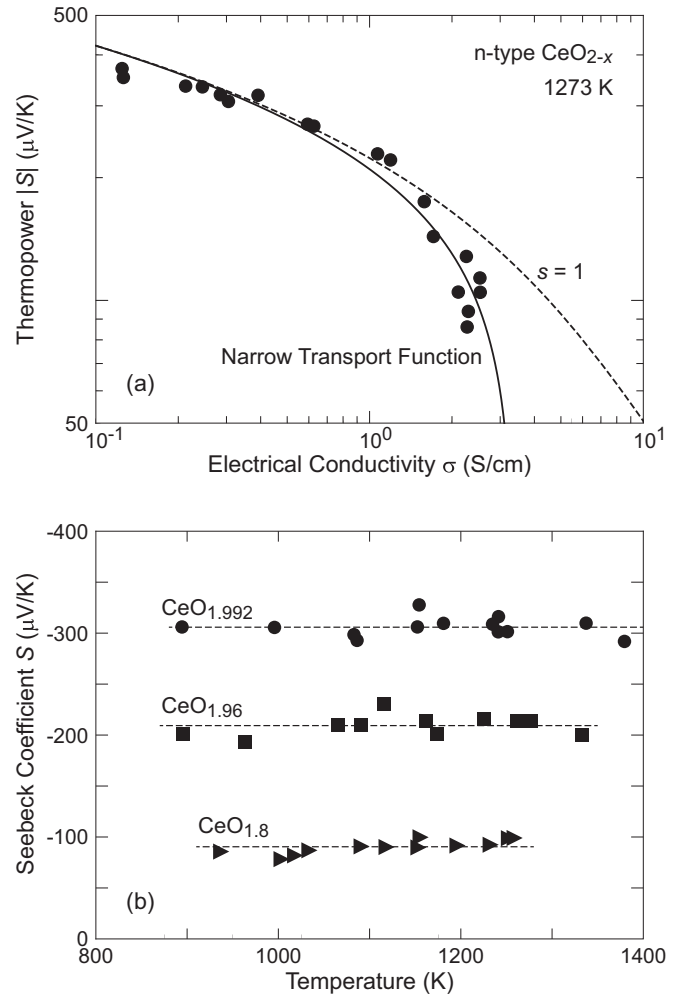 500
n-type CeO2-x
1273 K
Thermopower |S| (μV/K)
s = 1
Narrow Transport Function
(a)
50
10-1
100
101
Electrical Conductivity σ (S/cm)
-400
CeO1.992
-300
CeO1.96
-200
Seebeck Coefficient S (μV/K)
CeO1.8
-100
(b)
0
800
1000
1200
1400
Temperature (K)